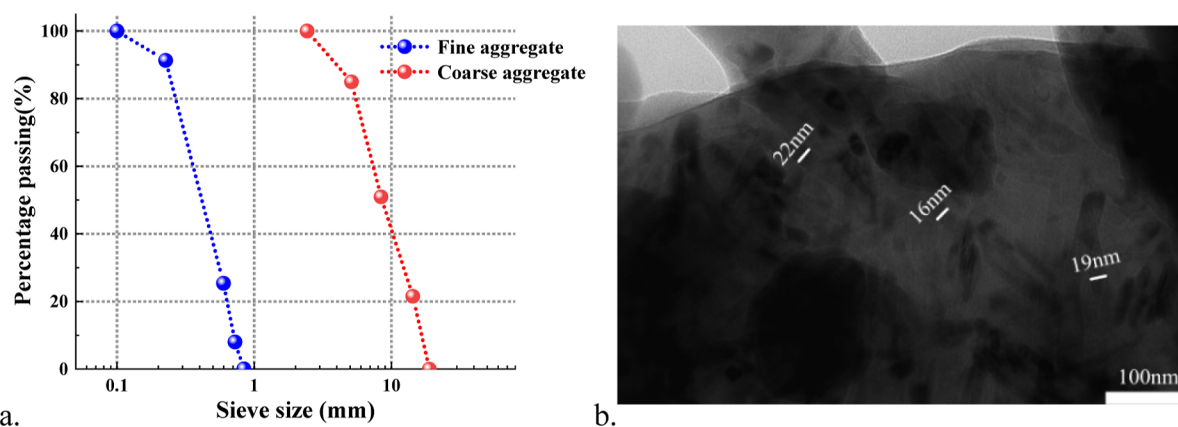 100
80
60
40
20
0
Percentage passing(%)
0.1 1 10
Sieve size (mm)
Fine aggregate
Coarse aggregate
a.
22nm
16nm
19nm
100nm
b.